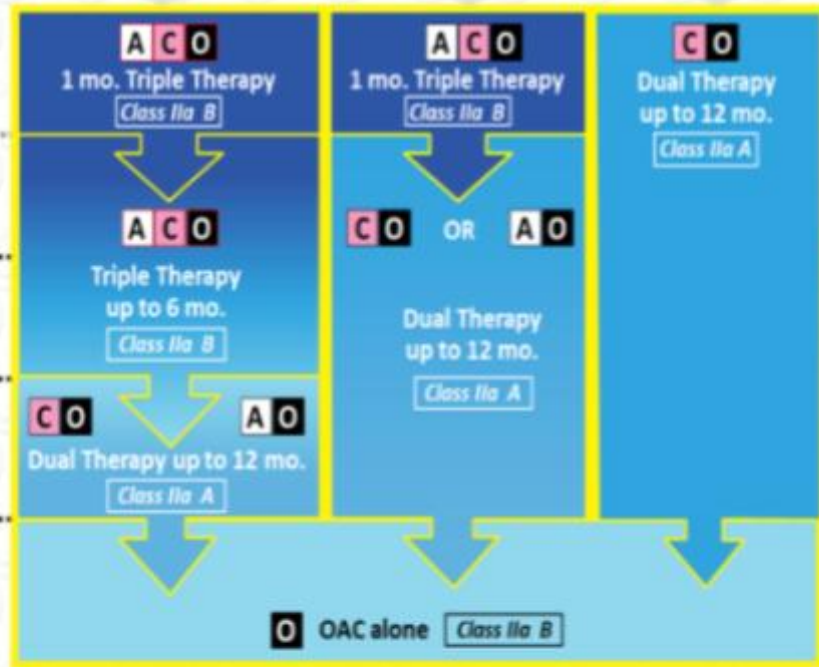 A C O
1 mo. Triple Therapy
Class IIa B
A C O
Triple Therapy
up to 6 mo.
Class IIa B
C O
A O
Dual Therapy up to 12 mo.
Class IIa A
A C O
1 mo. Triple Therapy
Class IIa B
C O OR A O
Dual Therapy
up to 12 mo.
Class IIa A
C O
Dual Therapy
up to 12 mo.
Class IIa A
O OAC alone Class IIa B